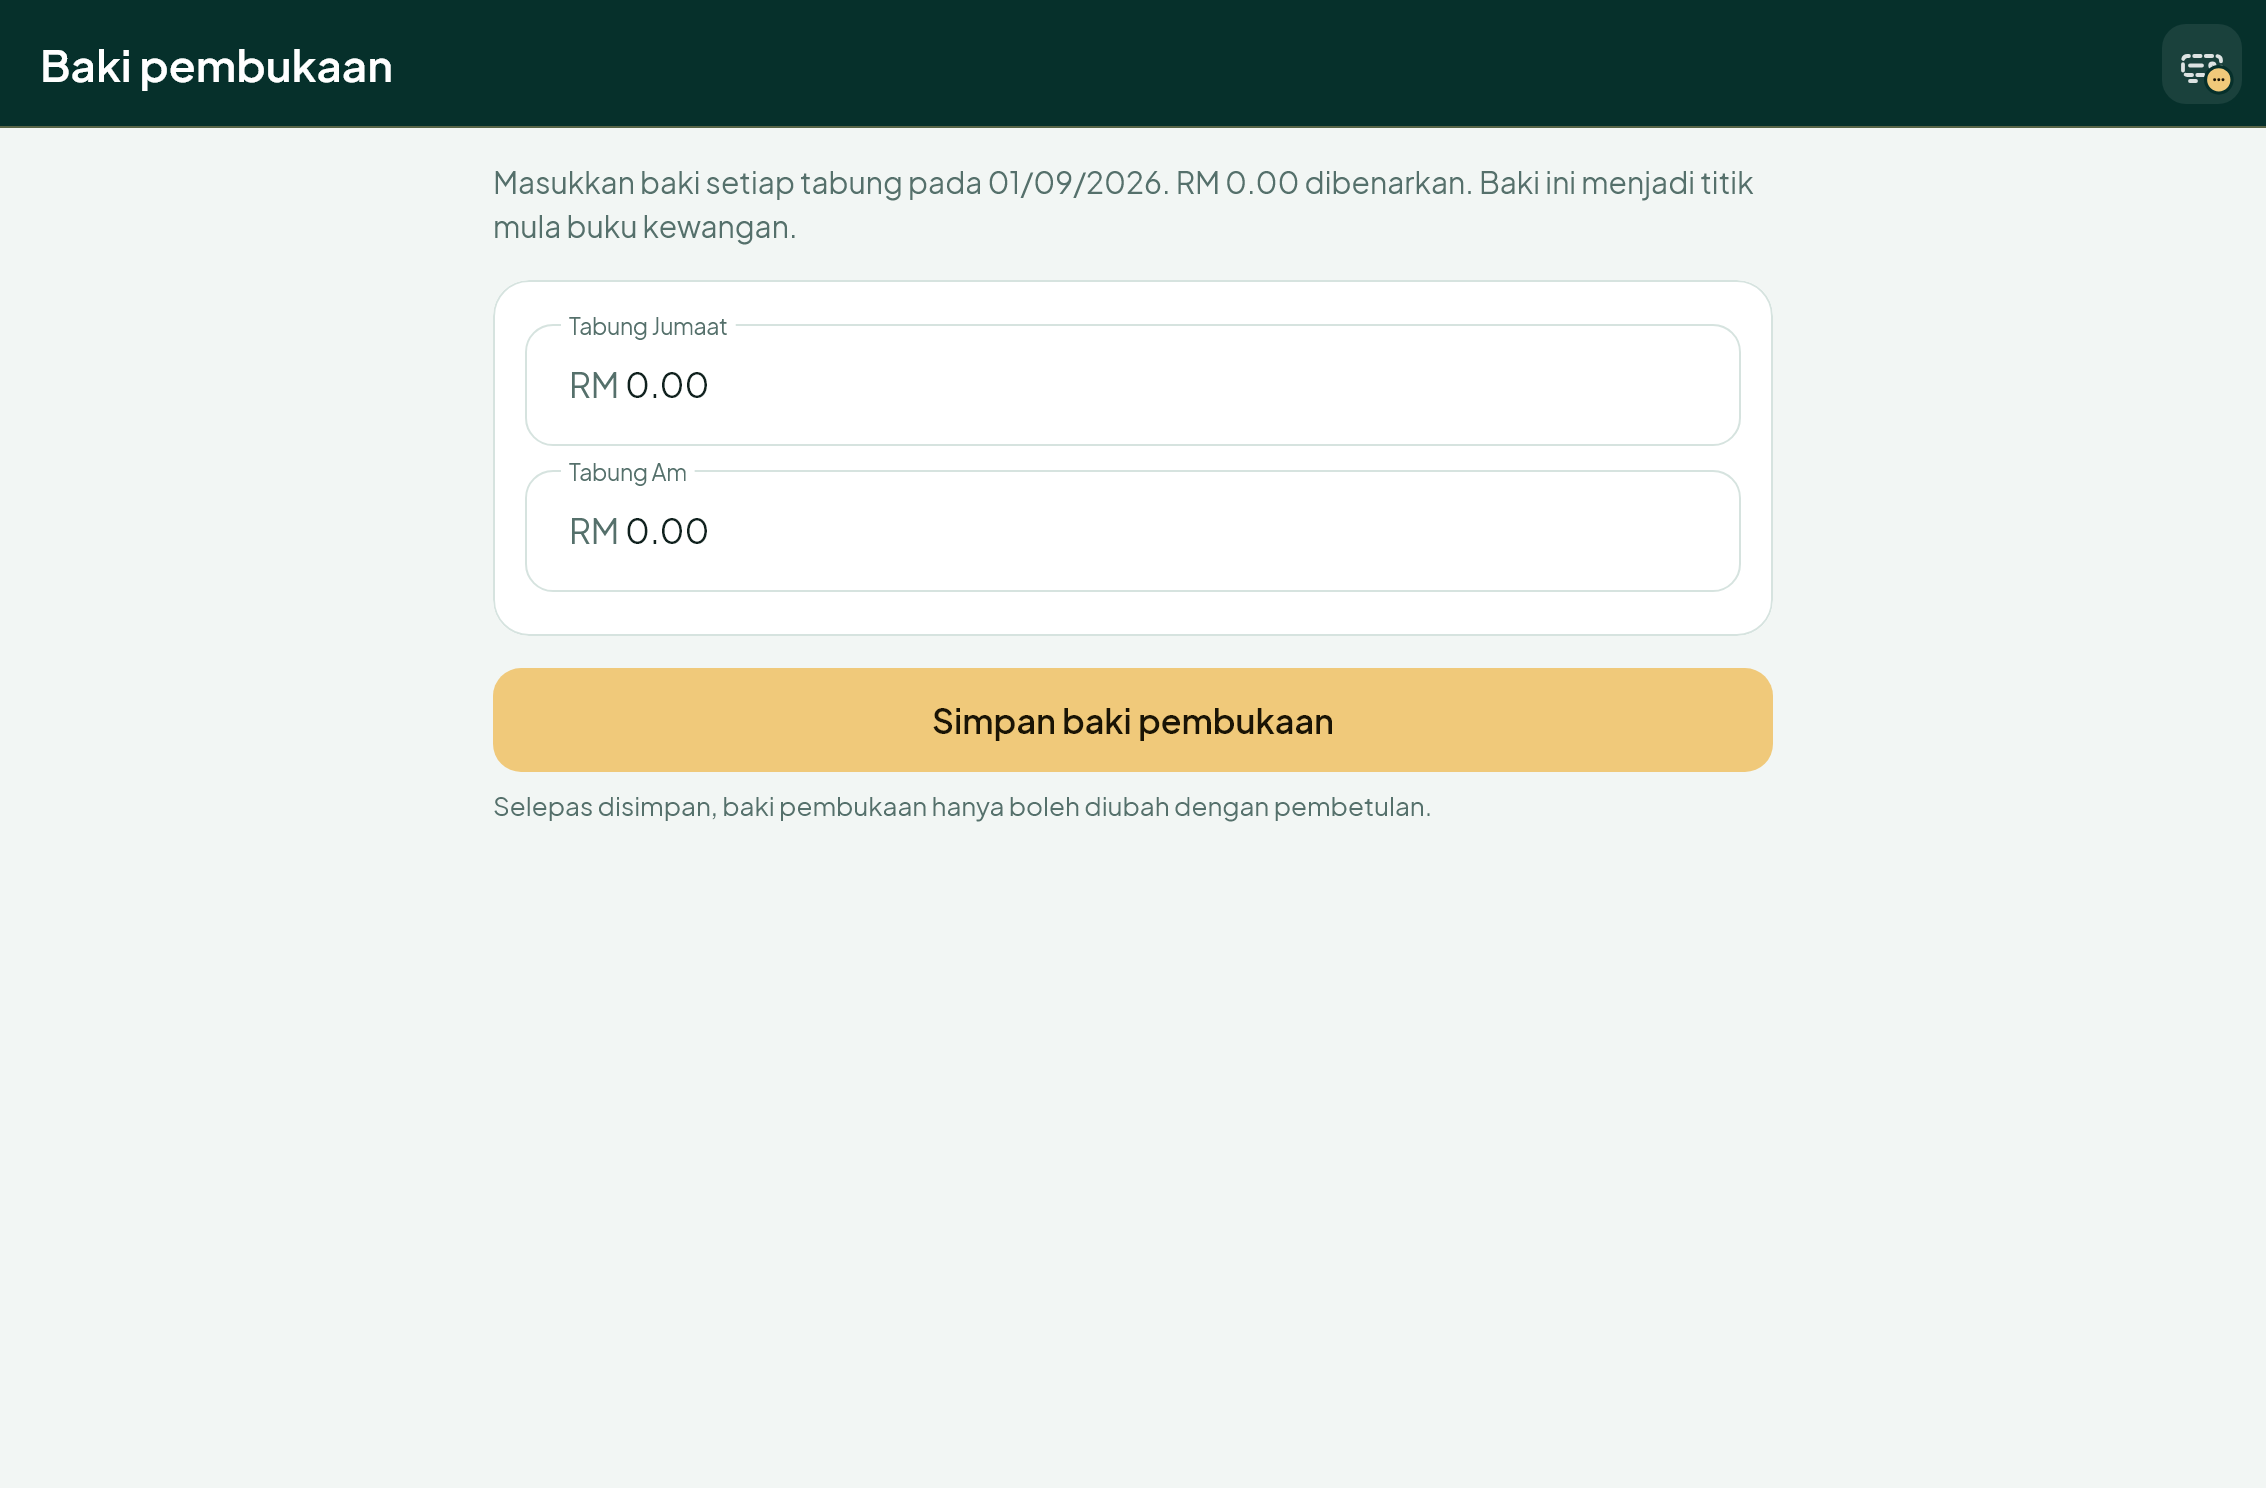 Baki pembukaan
Masukkan baki setiap tabung pada 01/09/2026. RM 0.00 dibenarkan. Baki ini menjadi titik
mula buku kewangan.
Tabung Jumaat
RM 0.00
Tabung Am
RM 0.00
Simpan baki pembukaan
Selepas disimpan, baki pembukaan hanya boleh diubah dengan pembetulan.